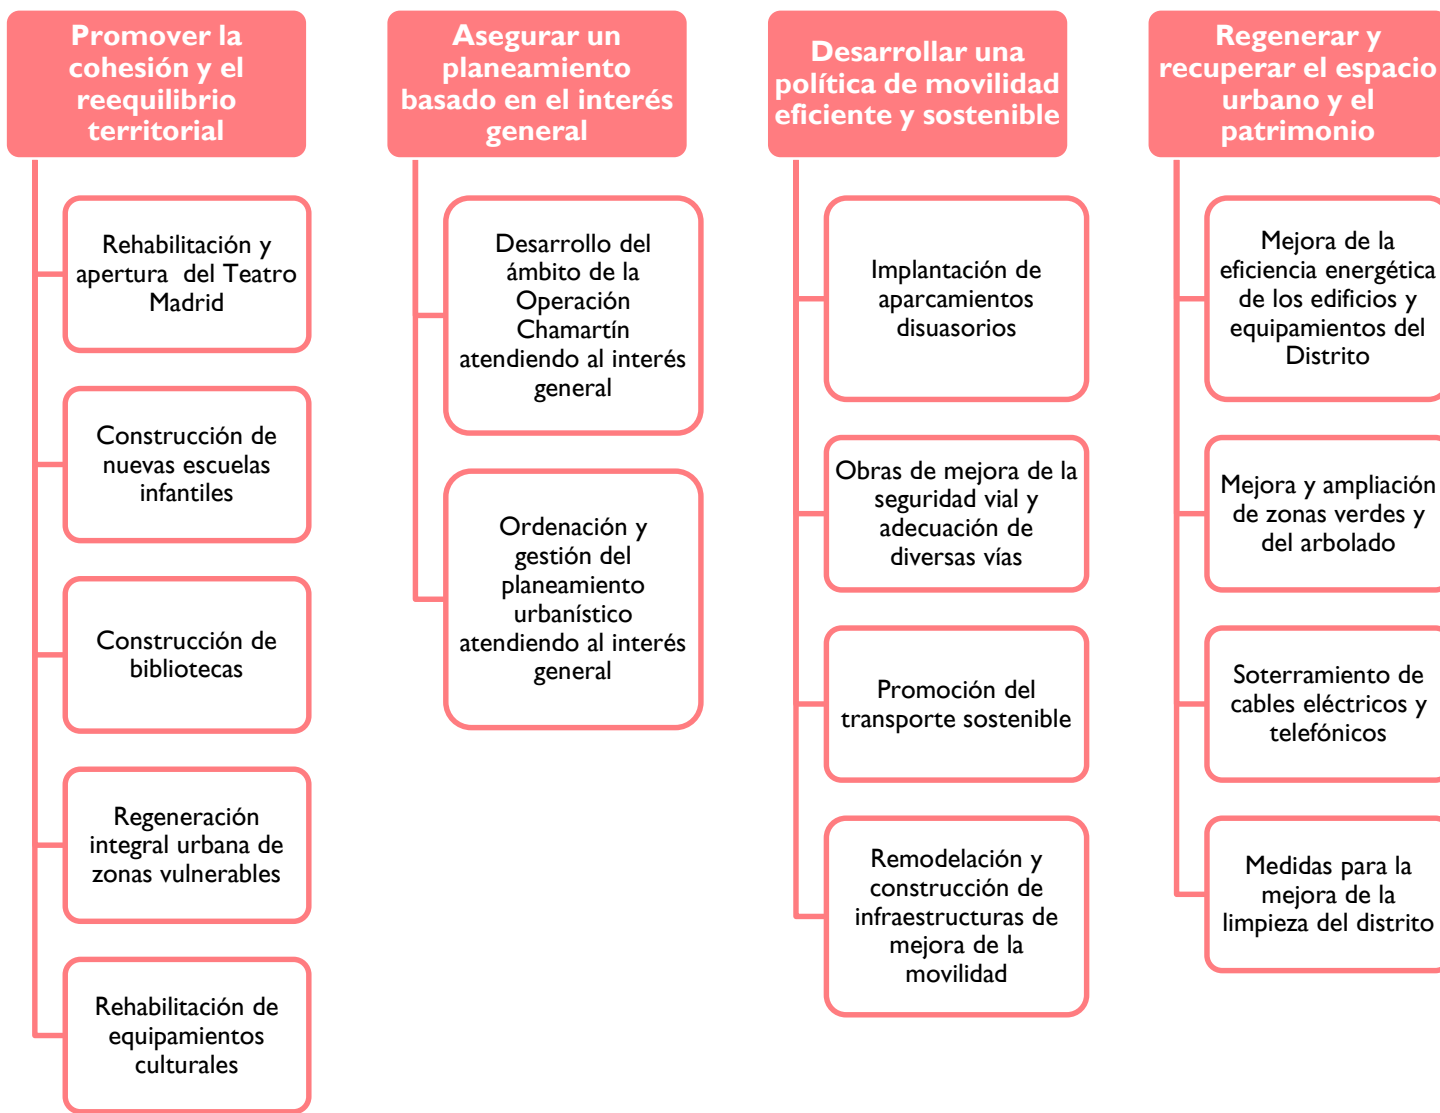 Promover la
cohesión y el
reequilibrio
territorial
Rehabilitación y
apertura del Teatro
Madrid
Construcción de
nuevas escuelas
infantiles
Construcción de
bibliotecas
Regeneración
integral urbana de
zonas vulnerables
Rehabilitación de
equipamientos
culturales
Asegurar un
planeamiento
basado en el interés
general
Desarrollo del
ámbito de la
Operación
Chamartín
atendiendo al interés
general
Ordenación y
gestión del
planeamiento
urbanístico
atendiendo al interés
general
Desarrollar una
política de movilidad
eficiente y sostenible
Implantación de
aparcamientos
disuasorios
Obras de mejora de la
seguridad vial y
adecuación de
diversas vías
Promoción del
transporte sostenible
Remodelación y
construcción de
infraestructuras de
mejora de la
movilidad
Regenerar y
recuperar el espacio
urbano y el
patrimonio
Mejora de la
eficiencia energética
de los edificios y
equipamientos del
Distrito
Mejora y ampliación
de zonas verdes y
del arbolado
Soterramiento de
cables eléctricos y
telefónicos
Medidas para la
mejora de la
limpieza del distrito